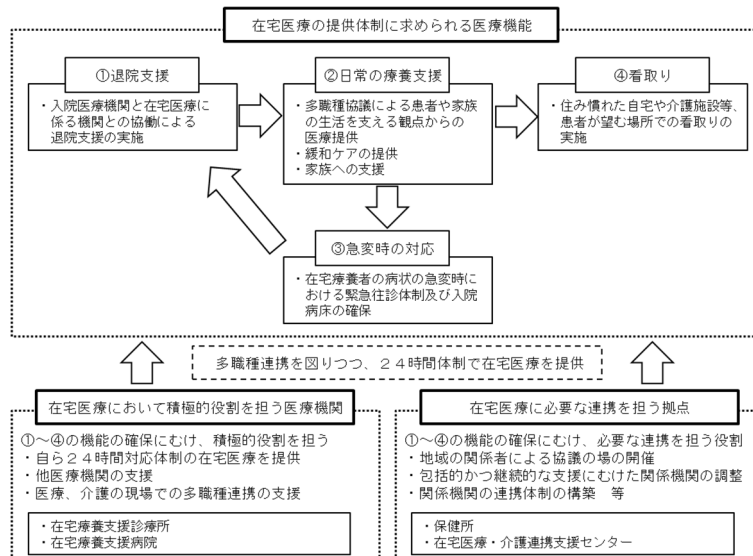 在宅医療の提供体制に求められる医療機能
①退院支援
・入院医療機関と在宅医療に
係る機関との協働による
退院支援の実施
②日常の療養支援
・多職種協議による患者や家族
の生活を支える観点からの
医療提供
・緩和ケアの提供
・家族への支援
④看取り
・住み慣れた自宅や介護施設等、
患者が望む場所での看取りの
実施
③急変時の対応
・在宅療養者の病状の急変時に
おける緊急往診体制及び入院
病床の確保
多職種連携を図りつつ、２４時間体制で在宅医療を提供
在宅医療において積極的役割を担う医療機関
①～④の機能の確保にむけ、積極的役割を担う
・自ら２４時間対応体制の在宅医療を提供
・他医療機関の支援
・医療、介護の現場での多職種連携の支援
・在宅療養支援診療所
・在宅療養支援病院
在宅医療に必要な連携を担う拠点
①～④の機能の確保にむけ、必要な連携を担う役割
・地域の関係者による協議の場の開催
・包括的かつ継続的な支援にむけた関係機関の調整
・関係機関の連携体制の構築　等
・保健所
・在宅医療・介護連携支援センター